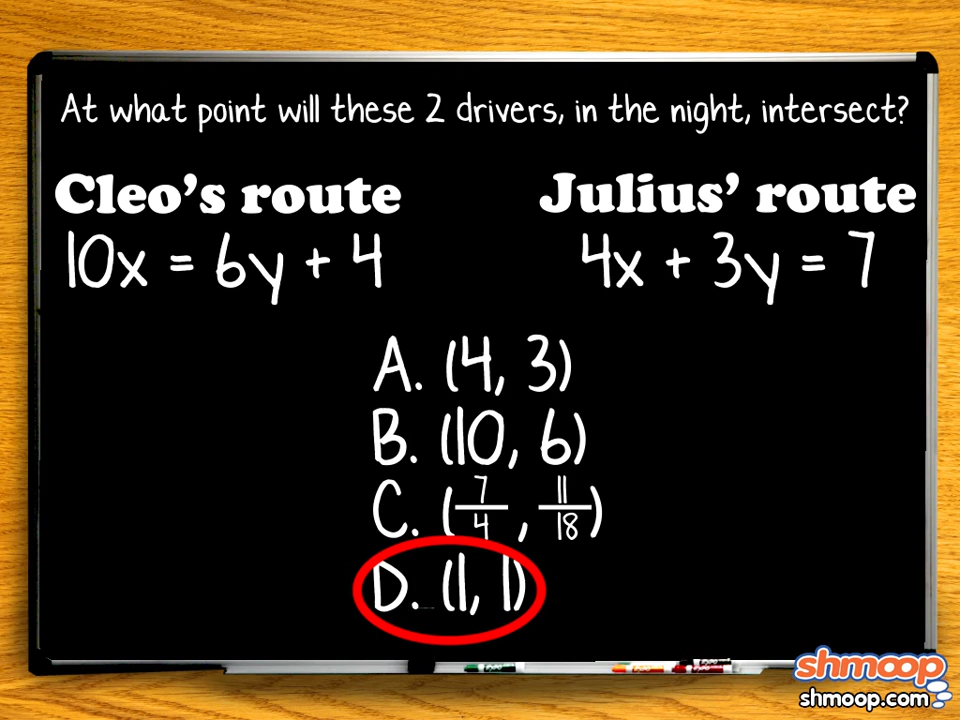 At what point will these 2 drivers, in the night, intersect?
Cleo's route
Julius' route
10x = 6y + 4
4x + 3y = 7
A. (4, 3)
B. (10, 6)
C. (7/4, 11/18)
D. (1, 1)
shmoop
shmoop.com